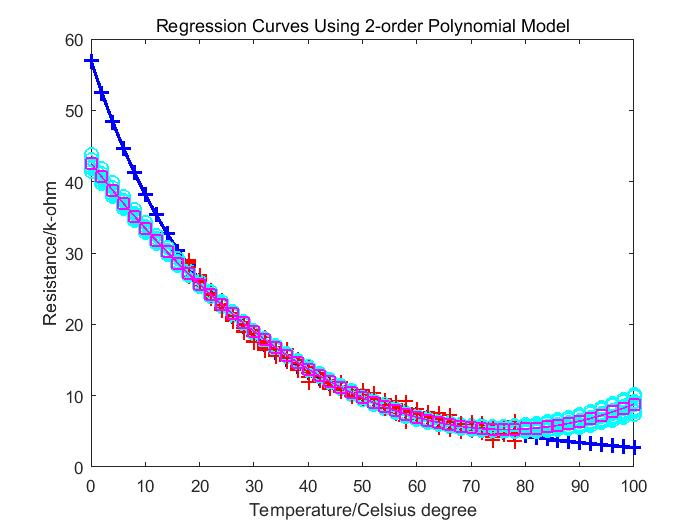 Regression Curves Using 2-order Polynomial Model
60
50
40
30
20
10
0
Resistance/k-ohm
0 10 20 30 40 50 60 70 80 90 100
Temperature/Celsius degree